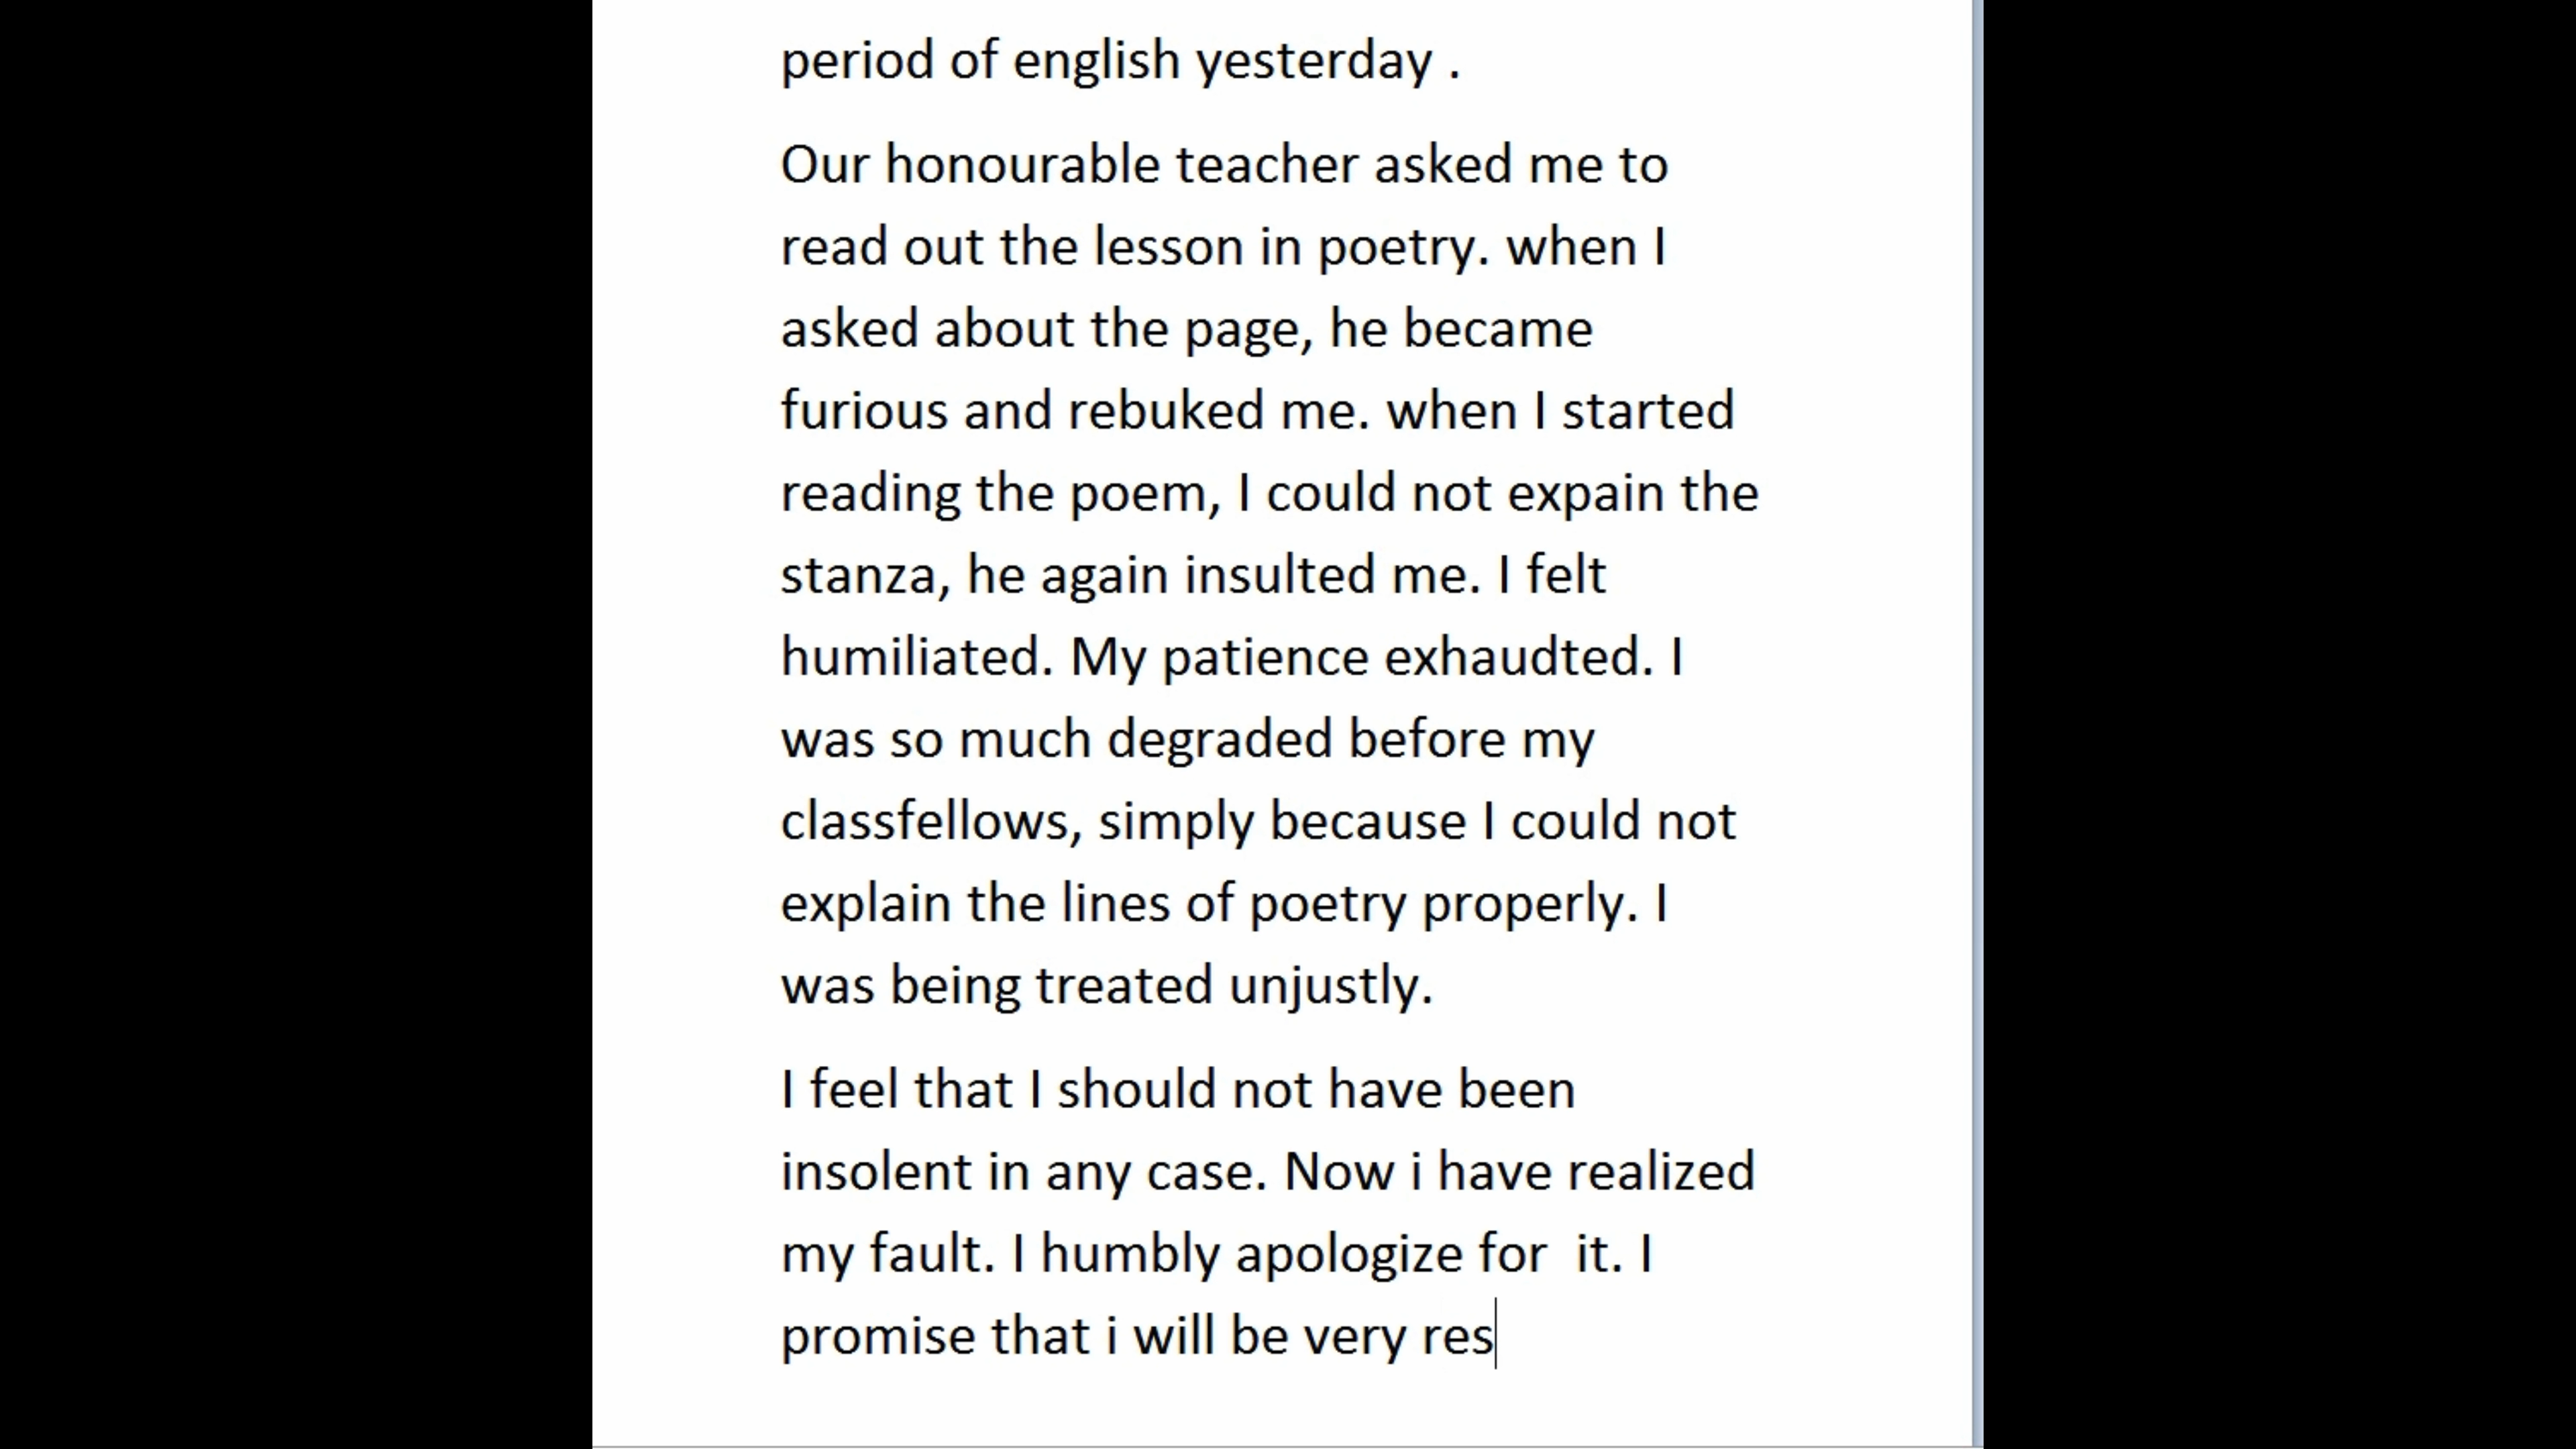 period of english yesterday .
Our honourable teacher asked me to
read out the lesson in poetry. when I
asked about the page, he became
furious and rebuked me. when I started
reading the poem, I could not expain the
stanza, he again insulted me. I felt
humiliated. My patience exhaudted. I
was so much degraded before my
classfellows, simply because I could not
explain the lines of poetry properly. I
was being treated unjustly.
I feel that I should not have been
insolent in any case. Now i have realized
my fault. I humbly apologize for  it. I
promise that i will be very res